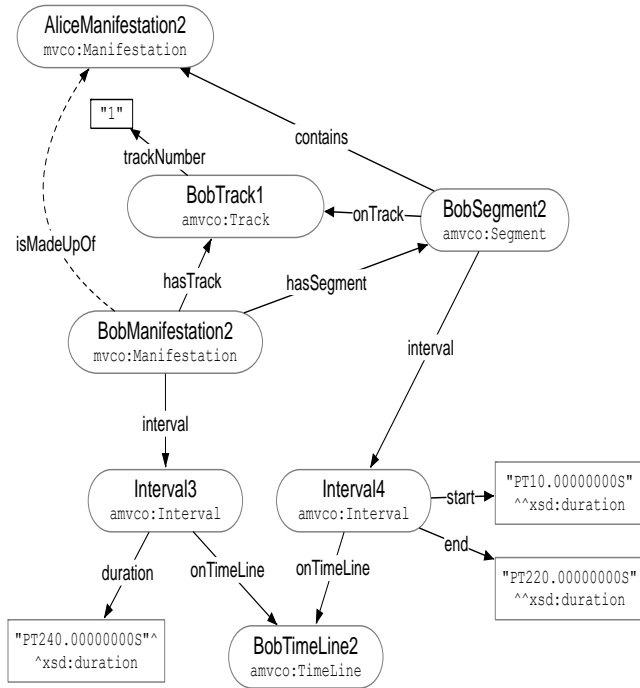 AliceManifestation2
mvco:Manifestation
"1"
contains
trackNumber
BobTrack1
amvco:Track
onTrack
BobSegment2
amvco:Segment
isMadeUpOf
hasTrack
hasSegment
BobManifestation2
mvco:Manifestation
interval
interval
Interval3
amvco:Interval
Interval4
amvco:Interval
start
"PT10.00000000S"
^^xsd:duration
end
duration
onTimeLine
onTimeLine
"PT220.00000000S"
^^xsd:duration
"PT240.00000000S"^
^xsd:duration
BobTimeLine2
amvco:TimeLine